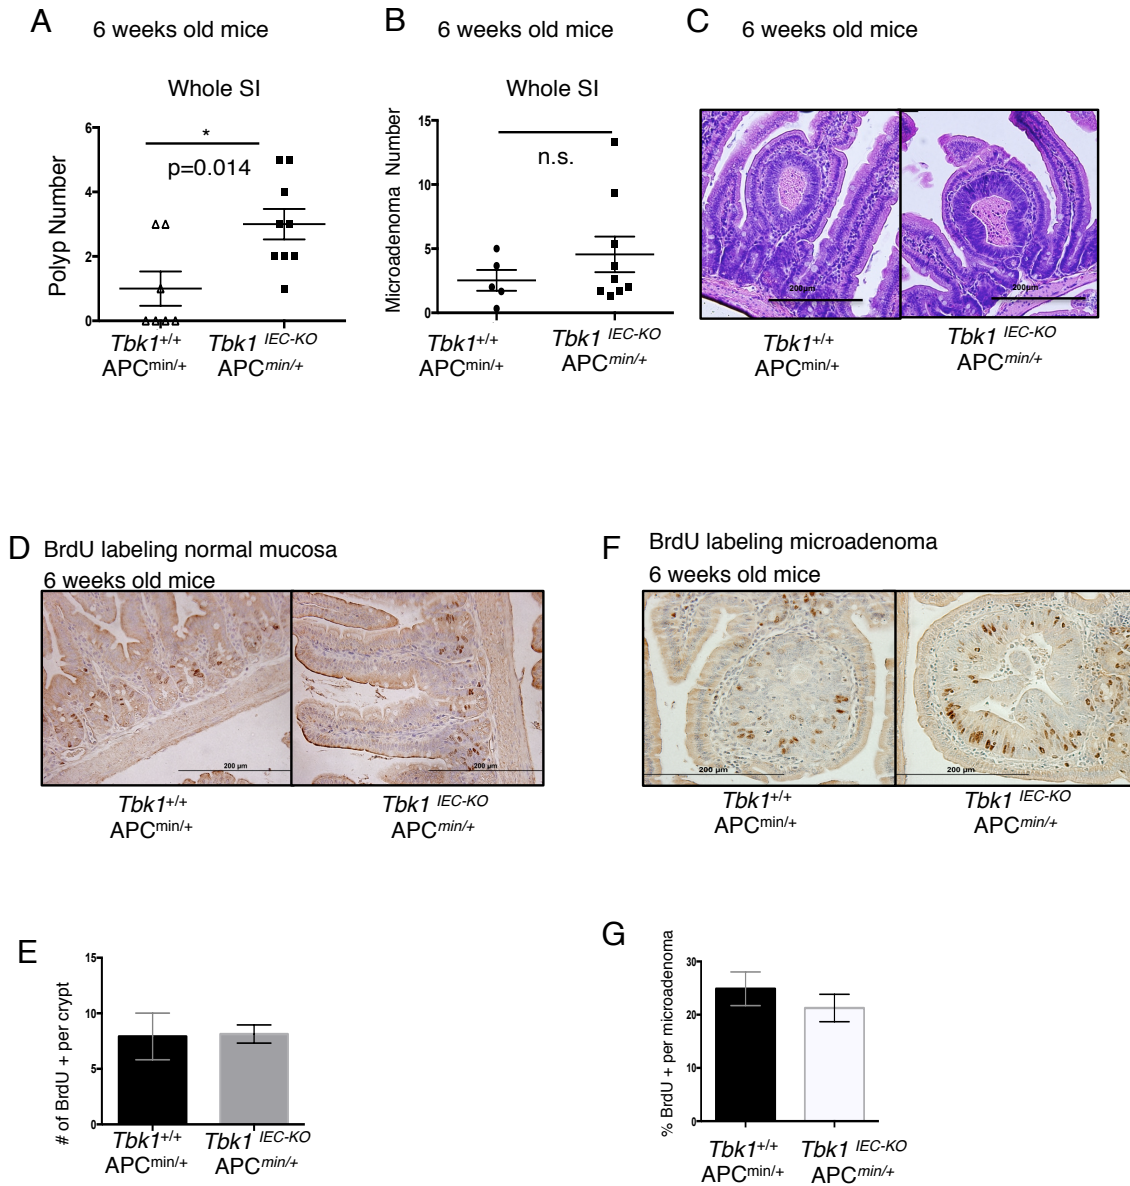 A 6 weeks old mice
Whole SI
*
p=0.014
Polyp Number
6
4
2
0
Tbk1+/+
APCmin/+
Tbk1 IEC-KO
APCmin/+
B 6 weeks old mice
Whole SI
n.s.
Microadenoma Number
15
10
5
0
Tbk1+/+
APCmin/+
Tbk1 IEC-KO
APCmin/+
C 6 weeks old mice
200µm
200µm
Tbk1+/+
APCmin/+
Tbk1 IEC-KO
APCmin/+
D BrdU labeling normal mucosa
6 weeks old mice
200 µm
200 µm
Tbk1+/+
APCmin/+
Tbk1 IEC-KO
APCmin/+
F BrdU labeling microadenoma
6 weeks old mice
200 µm
200 µm
Tbk1+/+
APCmin/+
Tbk1 IEC-KO
APCmin/+
E
# of BrdU + per crypt
15
10
5
0
Tbk1+/+
APCmin/+
Tbk1 IEC-KO
APCmin/+
G
% BrdU + per microadenoma
30
20
10
0
Tbk1+/+
APCmin/+
Tbk1 IEC-KO
APCmin/+